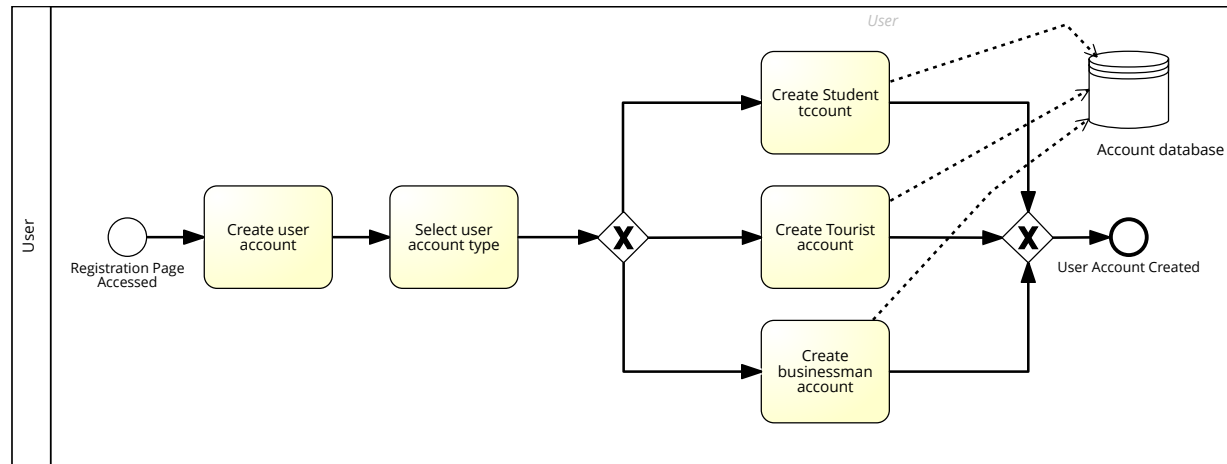 User
User
Registration Page
Accessed
Create user
account
Select user
account type
Create Student
tccount
Create Tourist
account
Create
businessman
account
Account database
User Account Created